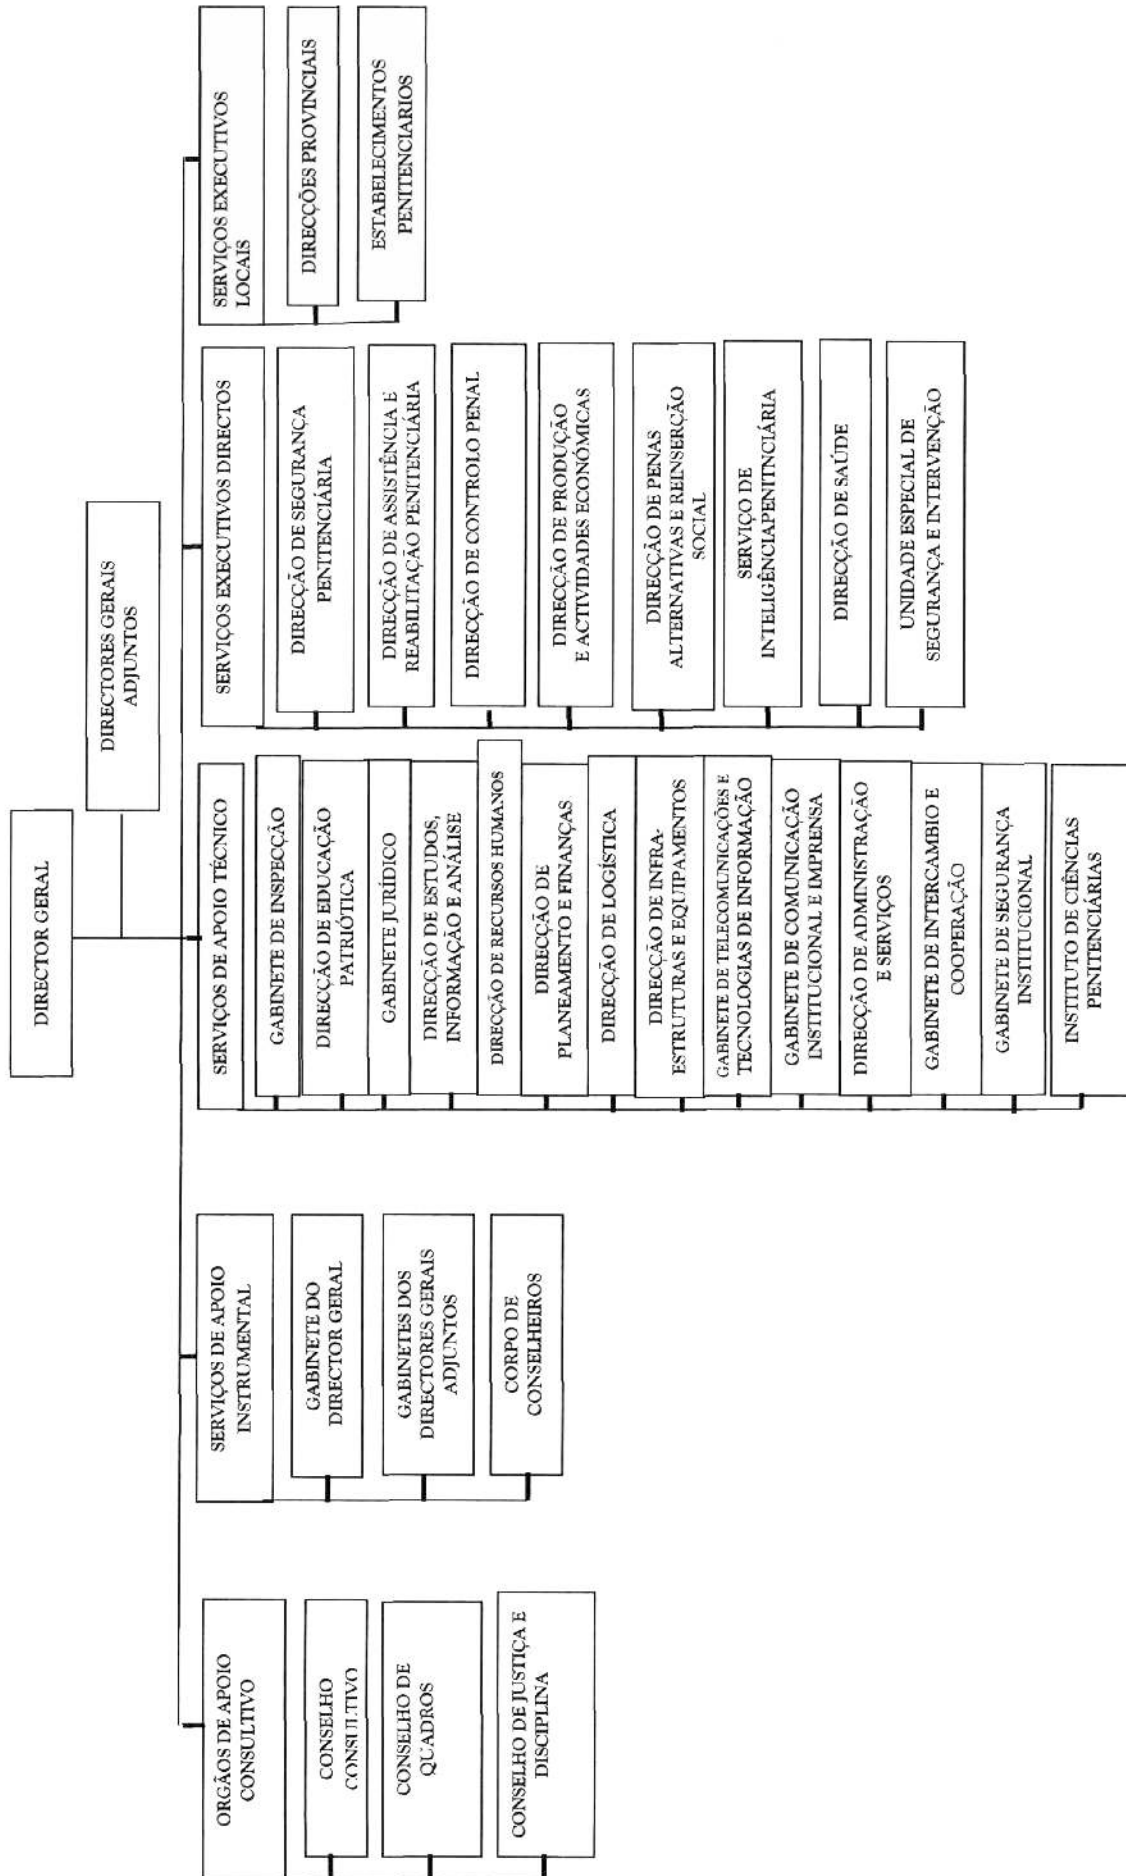 DIRECTOR GERAL
DIRECTORES GERAIS
ADJUNTOS
ORGÃOS DE APOIO
CONSULTIVO
CONSELHO
CONSULTIVO
CONSELHO DE
QUADROS
CONSELHO DE JUSTIÇA E
DISCIPLINA
SERVIÇOS DE APOIO
INSTRUMENTAL
GABINETE DO
DIRECTOR GERAL
GABINETES DOS
DIRECTORES GERAIS
ADJUNTOS
CORPO DE
CONSELHEIROS
SERVIÇOS DE APOIO TÉCNICO
GABINETE DE INSPECÇÃO
DIRECÇÃO DE EDUCAÇÃO
PATRIÓTICA
GABINETE JURÍDICO
DIRECÇÃO DE ESTUDOS,
INFORMAÇÃO E ANÁLISE
DIRECÇÃO DE RECURSOS HUMANOS
DIRECÇÃO DE
PLANEAMENTO E FINANÇAS
DIRECÇÃO DE LOGÍSTICA
DIRECÇÃO DE INFRA-
ESTRUTURAS E EQUIPAMENTOS
GABINETE DE TELECOMUNICAÇÕES E
TECNOLOGIAS DE INFORMAÇÃO
GABINETE DE COMUNICAÇÃO
INSTITUCIONAL E IMPRENSA
DIRECÇÃO DE ADMINISTRAÇÃO
E SERVIÇOS
GABINETE DE INTERCAMBIO E
COOPERAÇÃO
GABINETE DE SEGURANÇA
INSTITUCIONAL
INSTITUTO DE CIÊNCIAS
PENITENCIÁRIAS
SERVIÇOS EXECUTIVOS DIRECTOS
DIRECÇÃO DE SEGURANÇA
PENITENCIÁRIA
DIRECÇÃO DE ASSISTÊNCIA E
REABILITAÇÃO PENITENCIÁRIA
DIRECÇÃO DE CONTROLO PENAL
DIRECÇÃO DE PRODUÇÃO
E ACTIVIDADES ECONÓMICAS
DIRECÇÃO DE PENAS
ALTERNATIVAS E REINSERÇÃO
SOCIAL
SERVIÇO DE
INTELIGÊNCIAPENITNCIÁRIA
DIRECÇÃO DE SAÚDE
UNIDADE ESPECIAL DE
SEGURANÇA E INTERVENÇÃO
SERVIÇOS EXECUTIVOS
LOCAIS
DIRECÇÕES PROVINCIAIS
ESTABELECIMENTOS
PENITENCIARIOS